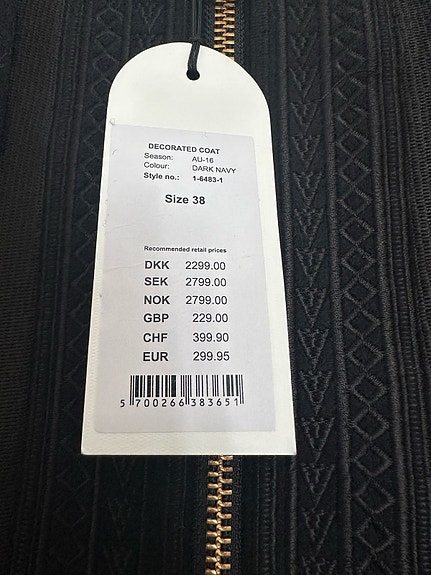 DECORATED COAT
Season: AU-16
Colour: DARK NAVY
Style no.: 1-6483-1
Size 38
Recommended retail prices
DKK 2299.00
SEK 2799.00
NOK 2799.00
GBP 229.00
CHF 399.90
EUR 299.95
5 700266 383651